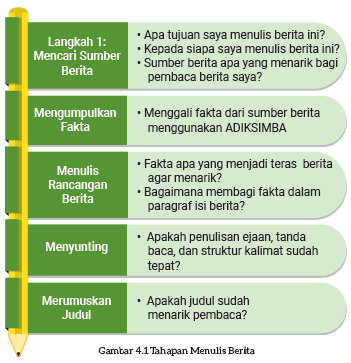 Langkah 1:
Mencari Sumber
Berita
• Apa tujuan saya menulis berita ini?
• Kepada siapa saya menulis berita ini?
• Sumber berita apa yang menarik bagi
pembaca berita saya?
Mengumpulkan
Fakta
• Menggali fakta dari sumber berita
menggunakan ADIKSIMBA
Menulis
Rancangan
Berita
• Fakta apa yang menjadi teras berita
agar menarik?
• Bagaimana membagi fakta dalam
paragraf isi berita?
Menyunting
• Apakah penulisan ejaan, tanda
baca, dan struktur kalimat sudah
tepat?
Merumuskan
Judul
• Apakah judul sudah
menarik pembaca?
Gambar 4.1 Tahapan Menulis Berita